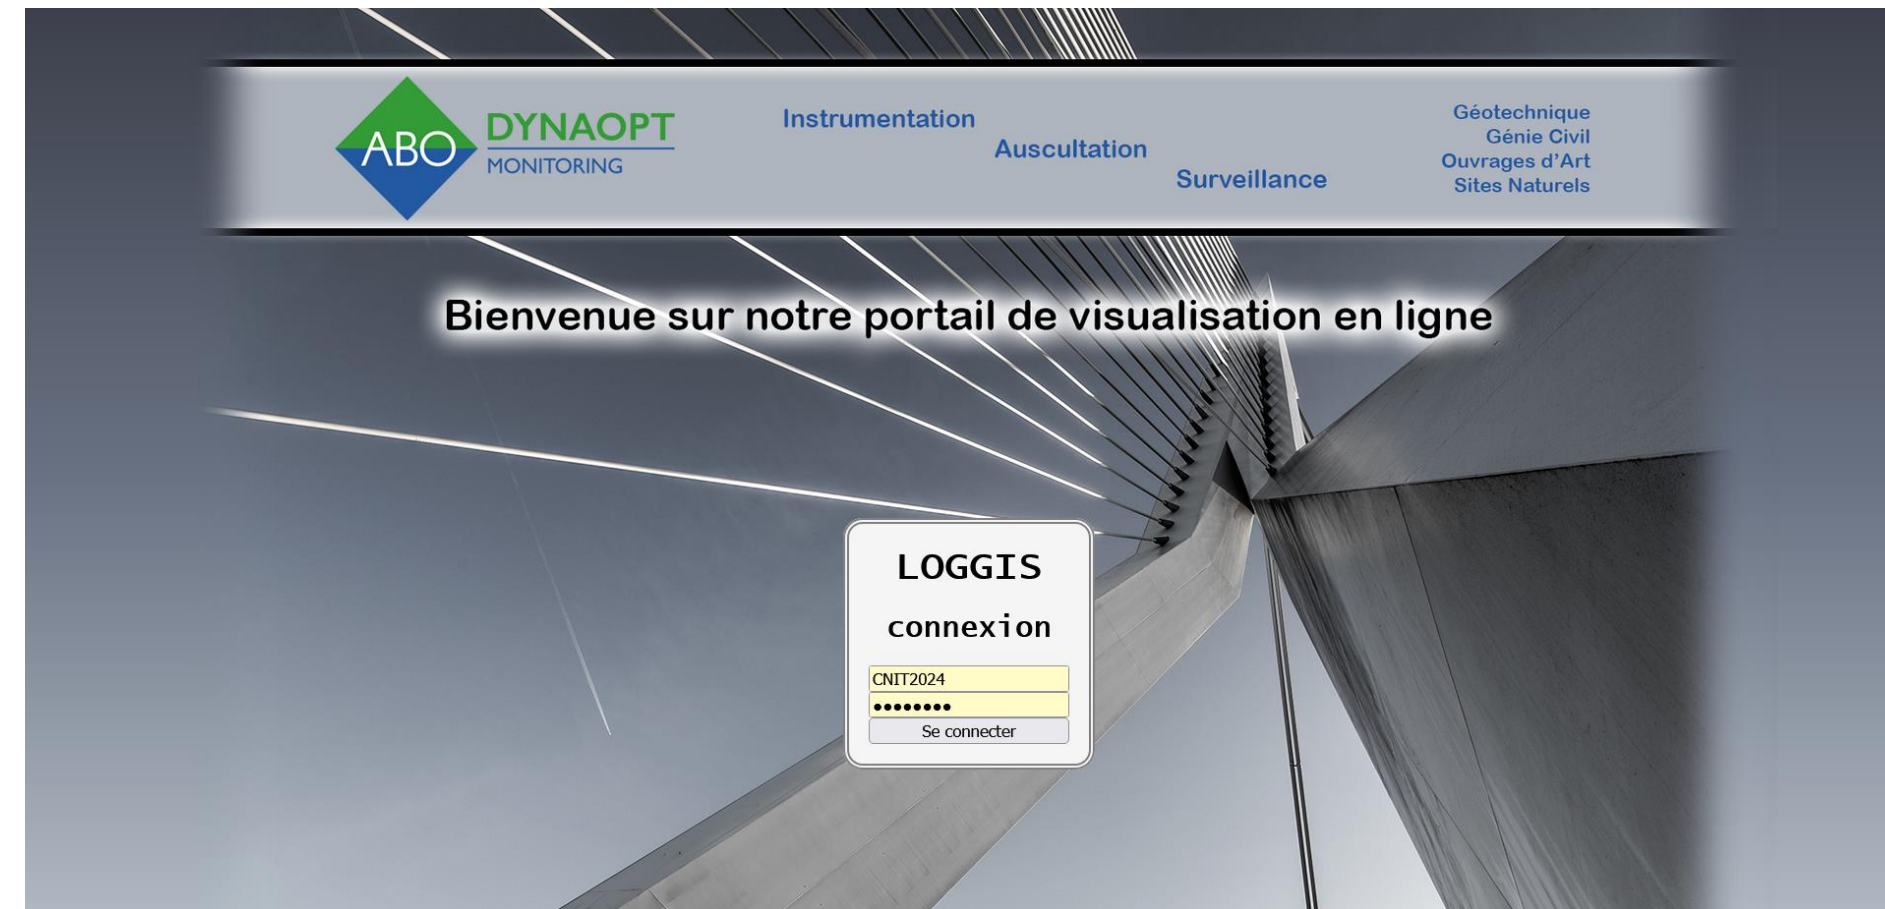 ABO
DYNAOPT
MONITORING
Instrumentation
Auscultation
Surveillance
Géotechnique
Génie Civil
Ouvrages d'Art
Sites Naturels
Bienvenue sur notre portail de visualisation en ligne
LOGGIS
connexion
CNIT2024
••••••••
Se connecter